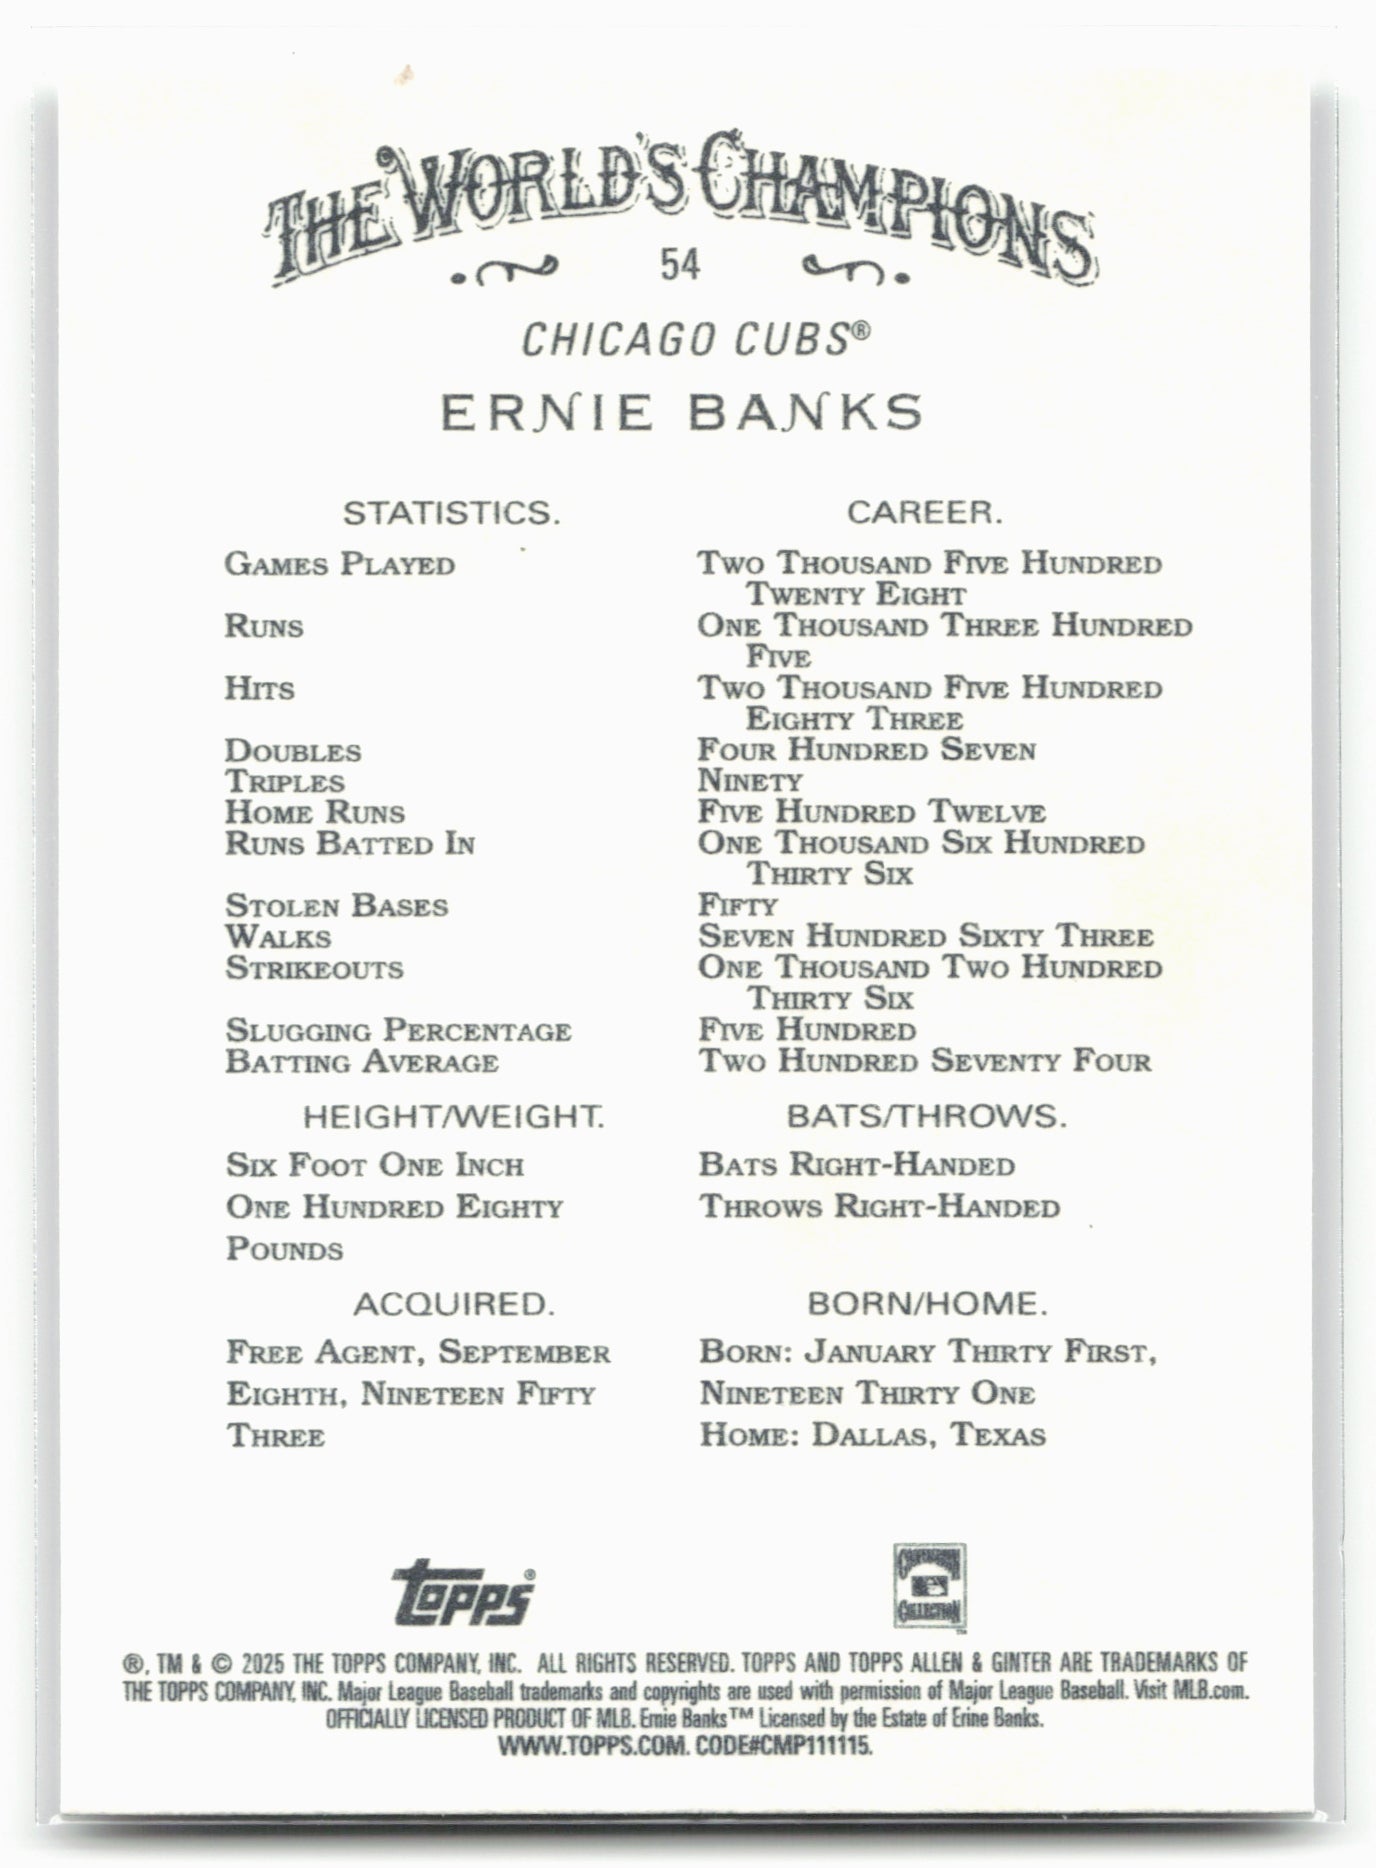 THE WORLD'S CHAMPIONS
54
CHICAGO CUBS®
ERNIE BANKS
STATISTICS. CAREER.
GAMES PLAYED TWO THOUSAND FIVE HUNDRED
TWENTY EIGHT
RUNS ONE THOUSAND THREE HUNDRED
FIVE
HITS TWO THOUSAND FIVE HUNDRED
EIGHTY THREE
DOUBLES FOUR HUNDRED SEVEN
TRIPLES NINETY
HOME RUNS FIVE HUNDRED TWELVE
RUNS BATTED IN ONE THOUSAND SIX HUNDRED
THIRTY SIX
STOLEN BASES FIFTY
WALKS SEVEN HUNDRED SIXTY THREE
STRIKEOUTS ONE THOUSAND TWO HUNDRED
THIRTY SIX
SLUGGING PERCENTAGE FIVE HUNDRED
BATTING AVERAGE TWO HUNDRED SEVENTY FOUR
HEIGHT/WEIGHT. BATS/THROWS.
SIX FOOT ONE INCH BATS RIGHT-HANDED
ONE HUNDRED EIGHTY THROWS RIGHT-HANDED
POUNDS
ACQUIRED. BORN/HOME.
FREE AGENT, SEPTEMBER BORN: JANUARY THIRTY FIRST,
EIGHTH, NINETEEN FIFTY NINETEEN THIRTY ONE
THREE HOME: DALLAS, TEXAS
TOPPS®
COOPERSTOWN
COLLECTION™
®, TM & © 2025 THE TOPPS COMPANY, INC. ALL RIGHTS RESERVED. TOPPS AND TOPPS ALLEN & GINTER ARE TRADEMARKS OF
THE TOPPS COMPANY, INC. Major League Baseball trademarks and copyrights are used with permission of Major League Baseball. Visit MLB.com.
OFFICIALLY LICENSED PRODUCT OF MLB. Ernie Banks™ Licensed by the Estate of Erine Banks.
WWW.TOPPS.COM. CODE#CMP111115.